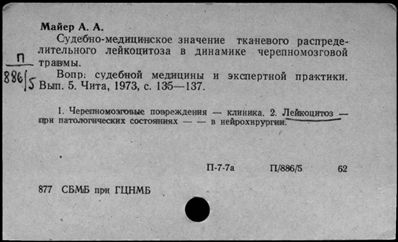 Майер А. А.
Судебно-медицинское значение тканевого распреде-
лительного лейкоцитоза в динамике черепномозговой
травмы.
П
886/5
Вопр. судебной медицины и экспертной практики.
Вып. 5. Чита, 1973, с. 135—137.
1. Черепномозговые повреждения — клиника. 2. Лейкоцитоз —
при патологических состояниях — — в нейрохирургии.
П-7-7а П/886/5 62
877 СБМБ при ГЦНМБ